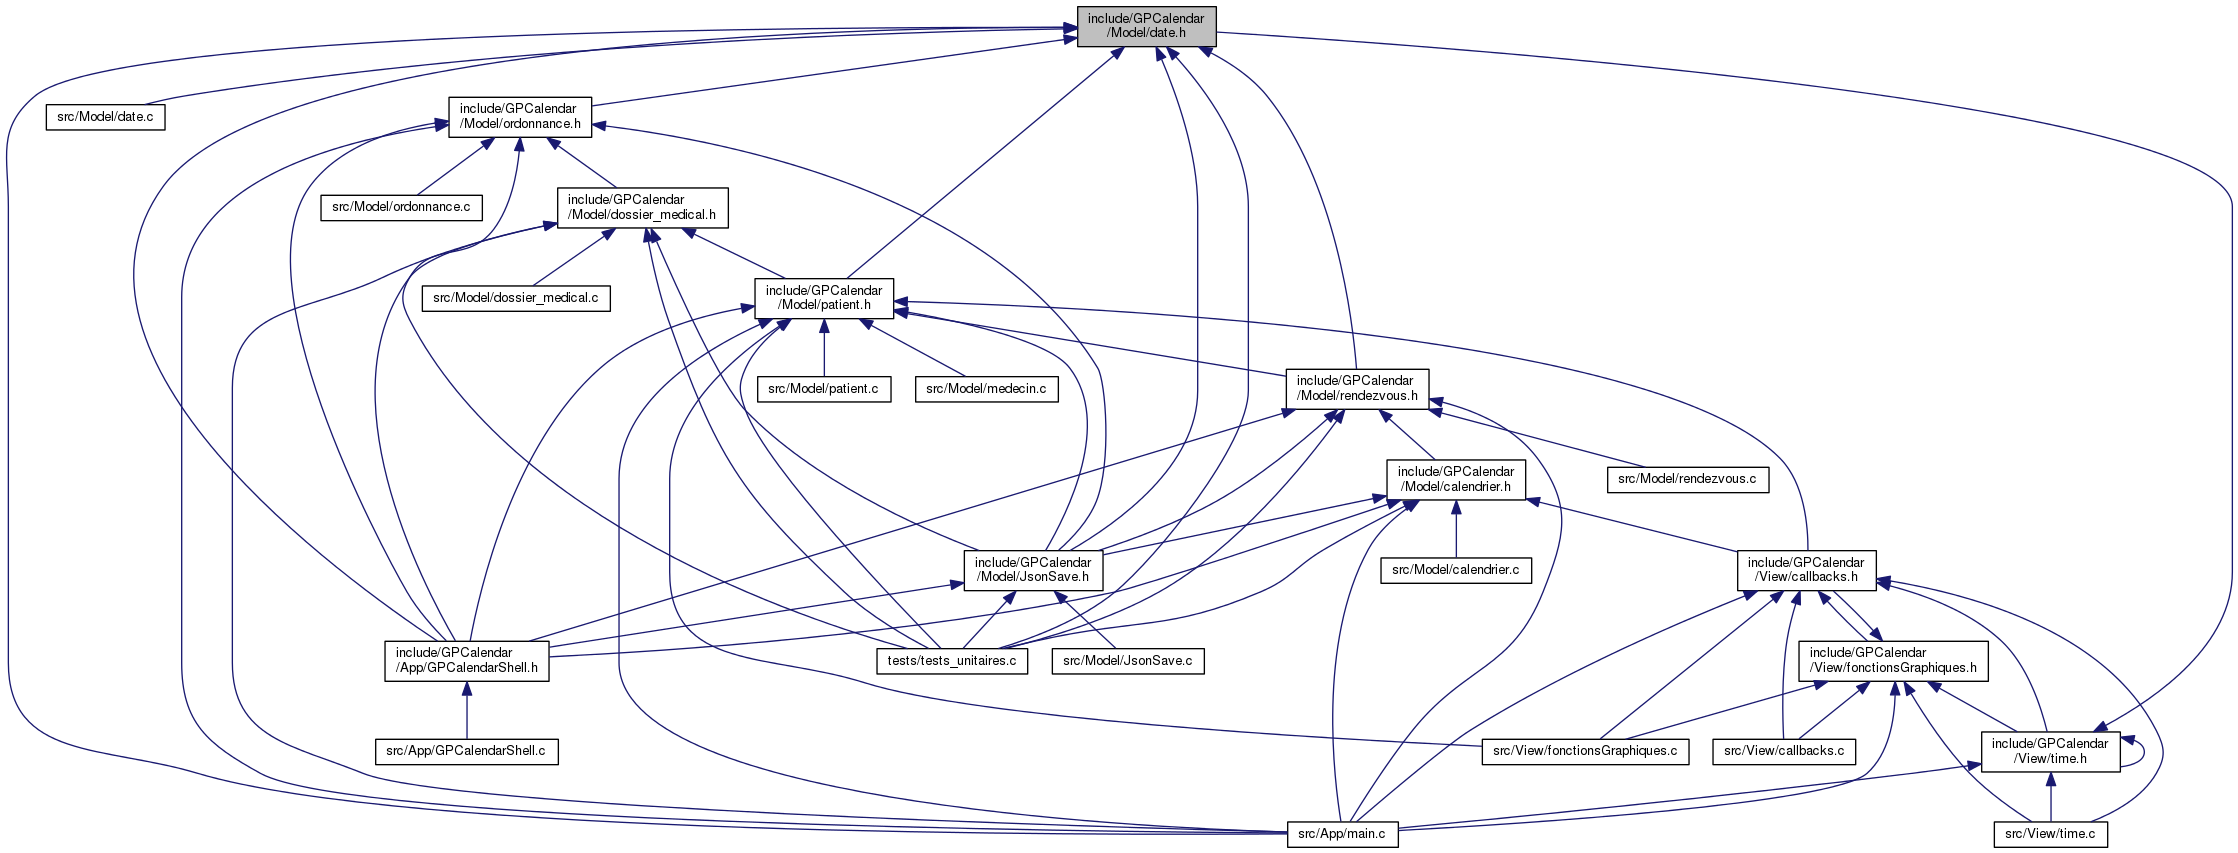 include/GPCalendar
/Model/date.h
src/Model/date.c
include/GPCalendar
/Model/ordonnance.h
src/Model/ordonnance.c
include/GPCalendar
/Model/dossier_medical.h
src/Model/dossier_medical.c
include/GPCalendar
/Model/patient.h
src/Model/patient.c
src/Model/medecin.c
include/GPCalendar
/Model/rendezvous.h
include/GPCalendar
/Model/calendrier.h
src/Model/rendezvous.c
include/GPCalendar
/Model/JsonSave.h
src/Model/calendrier.c
include/GPCalendar
/View/callbacks.h
include/GPCalendar
/App/GPCalendarShell.h
tests/tests_unitaires.c
src/Model/JsonSave.c
include/GPCalendar
/View/fonctionsGraphiques.h
src/App/GPCalendarShell.c
src/View/fonctionsGraphiques.c
src/View/callbacks.c
include/GPCalendar
/View/time.h
src/App/main.c
src/View/time.c